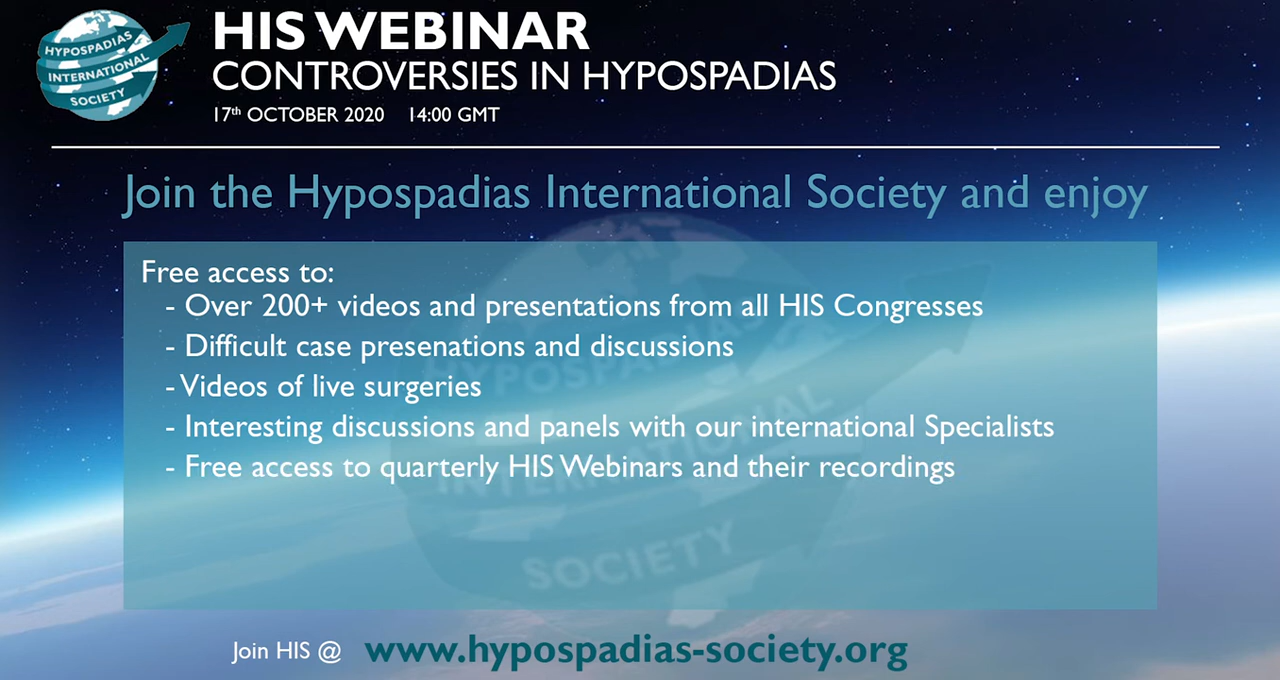 HYPOSPADIAS
INTERNATIONAL
SOCIETY
HIS WEBINAR
CONTROVERSIES IN HYPOSPADIAS
17th OCTOBER 2020 14:00 GMT
Join the Hypospadias International Society and enjoy
Free access to:
- Over 200+ videos and presentations from all HIS Congresses
- Difficult case presenations and discussions
- Videos of live surgeries
- Interesting discussions and panels with our international Specialists
- Free access to quarterly HIS Webinars and their recordings
HYPOSPADIAS
INTERNATIONAL
SOCIETY
Join HIS @ www.hypospadias-society.org